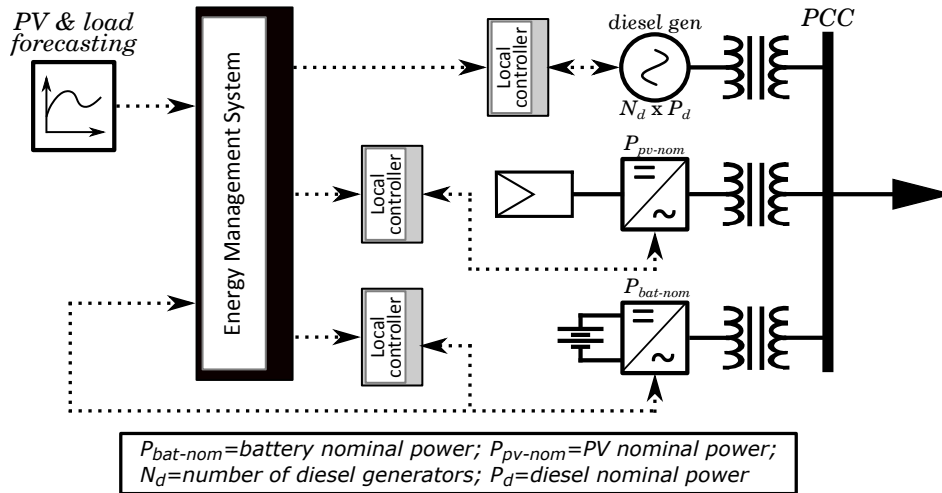 PV & load
forecasting
Energy Management System
Local
controller
diesel gen
N_d x P_d
PCC
Local
controller
P_pv-nom
Local
controller
P_bat-nom
P_bat-nom=battery nominal power; P_pv-nom=PV nominal power;
N_d=number of diesel generators; P_d=diesel nominal power